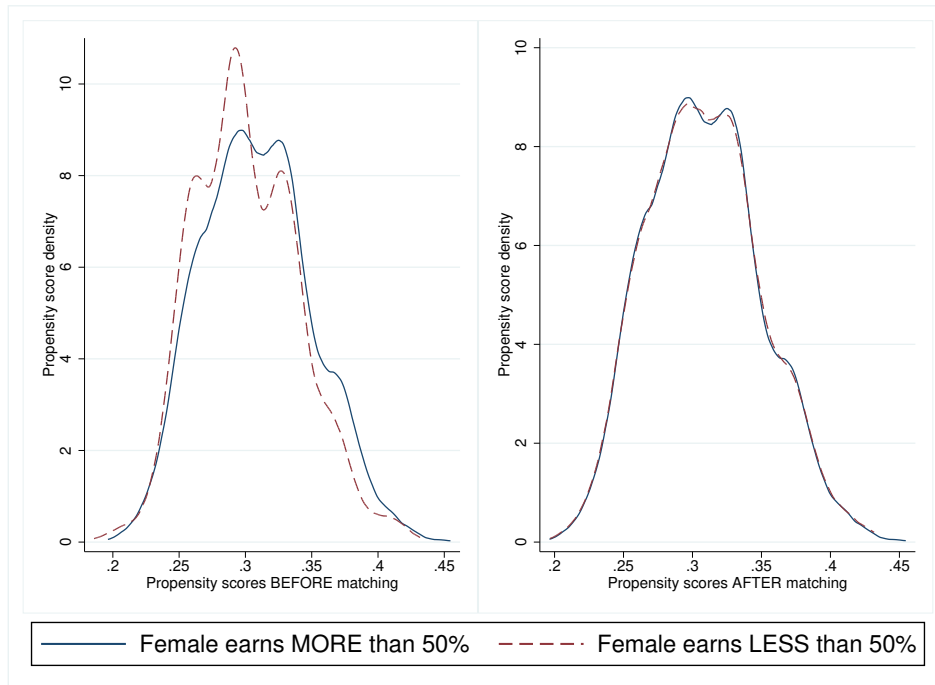 Propensity score density
0
2
4
6
8
10
.2 .25 .3 .35 .4 .45
Propensity scores BEFORE matching
Propensity score density
0
2
4
6
8
10
.2 .25 .3 .35 .4 .45
Propensity scores AFTER matching
Female earns MORE than 50% Female earns LESS than 50%